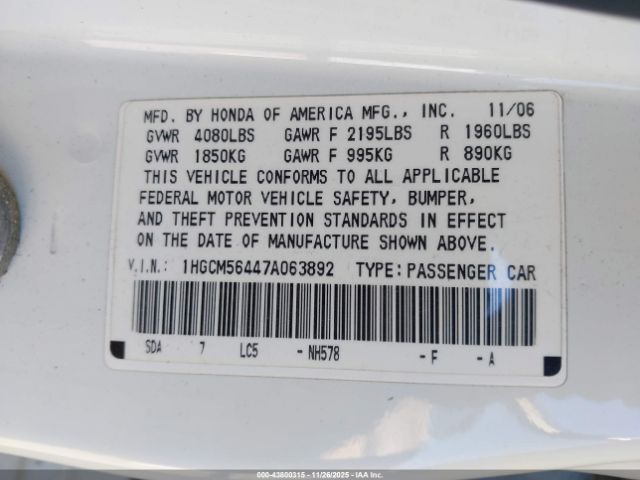 MFD. BY HONDA OF AMERICA MFG., INC. 11/06
GVWR 4080LBS GAWR F 2195LBS R 1960LBS
GVWR 1850KG GAWR F 995KG R 890KG
THIS VEHICLE CONFORMS TO ALL APPLICABLE
FEDERAL MOTOR VEHICLE SAFETY, BUMPER,
AND THEFT PREVENTION STANDARDS IN EFFECT
ON THE DATE OF MANUFACTURE SHOWN ABOVE.
V.I.N.: 1HGCM56447A063892 TYPE: PASSENGER CAR
SDA 7 LC5 -NH578 -F -A
000-43800315 - 11/26/2025 - IAA Inc.